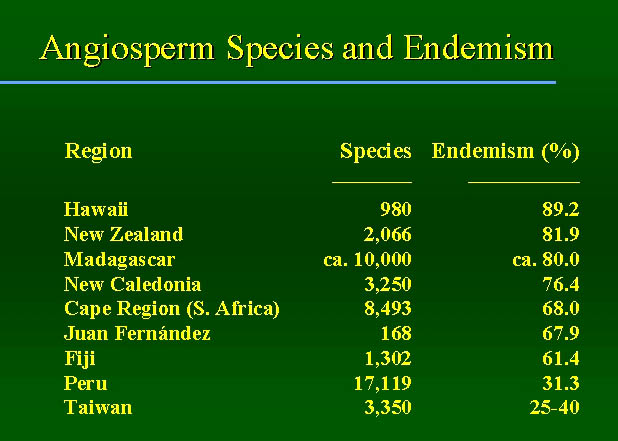 Angiosperm Species and Endemism
Region Species Endemism (%)
Hawaii 980 89.2
New Zealand 2,066 81.9
Madagascar ca. 10,000 ca. 80.0
New Caledonia 3,250 76.4
Cape Region (S. Africa) 8,493 68.0
Juan Fernández 168 67.9
Fiji 1,302 61.4
Peru 17,119 31.3
Taiwan 3,350 25-40